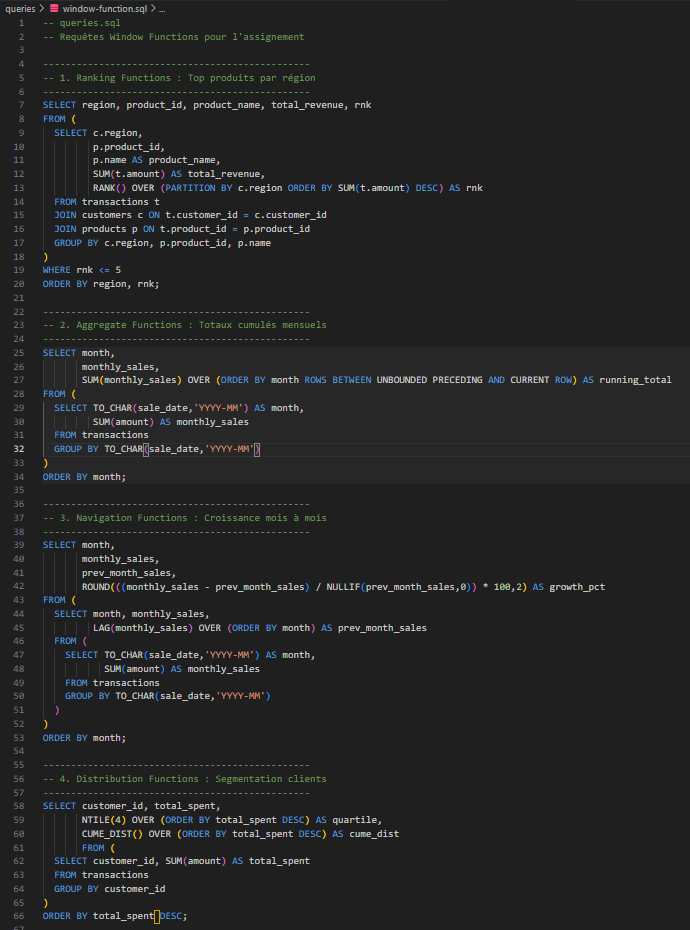 queries > window-function.sql > ...
1 -- queries.sql
2 -- Requêtes Window Functions pour l'assignement
3
4 -------------------------------------------------
5 -- 1. Ranking Functions : Top produits par région
6 -------------------------------------------------
7 SELECT region, product_id, product_name, total_revenue, rnk
8 FROM (
9   SELECT c.region,
10          p.product_id,
11          p.name AS product_name,
12          SUM(t.amount) AS total_revenue,
13          RANK() OVER (PARTITION BY c.region ORDER BY SUM(t.amount) DESC) AS rnk
14   FROM transactions t
15   JOIN customers c ON t.customer_id = c.customer_id
16   JOIN products p ON t.product_id = p.product_id
17   GROUP BY c.region, p.product_id, p.name
18 )
19 WHERE rnk <= 5
20 ORDER BY region, rnk;
21
22 -------------------------------------------------
23 -- 2. Aggregate Functions : Totaux cumulés mensuels
24 -------------------------------------------------
25 SELECT month,
26        monthly_sales,
27        SUM(monthly_sales) OVER (ORDER BY month ROWS BETWEEN UNBOUNDED PRECEDING AND CURRENT ROW) AS running_total
28 FROM (
29   SELECT TO_CHAR(sale_date,'YYYY-MM') AS month,
30          SUM(amount) AS monthly_sales
31   FROM transactions
32   GROUP BY TO_CHAR(sale_date,'YYYY-MM')
33 )
34 ORDER BY month;
35
36 -------------------------------------------------
37 -- 3. Navigation Functions : Croissance mois à mois
38 -------------------------------------------------
39 SELECT month,
40        monthly_sales,
41        prev_month_sales,
42        ROUND(((monthly_sales - prev_month_sales) / NULLIF(prev_month_sales,0)) * 100,2) AS growth_pct
43 FROM (
44   SELECT month, monthly_sales,
45          LAG(monthly_sales) OVER (ORDER BY month) AS prev_month_sales
46   FROM (
47     SELECT TO_CHAR(sale_date,'YYYY-MM') AS month,
48            SUM(amount) AS monthly_sales
49     FROM transactions
50     GROUP BY TO_CHAR(sale_date,'YYYY-MM')
51   )
52 )
53 ORDER BY month;
54
55 -------------------------------------------------
56 -- 4. Distribution Functions : Segmentation clients
57 -------------------------------------------------
58 SELECT customer_id, total_spent,
59        NTILE(4) OVER (ORDER BY total_spent DESC) AS quartile,
60        CUME_DIST() OVER (ORDER BY total_spent DESC) AS cume_dist
61        FROM (
62   SELECT customer_id, SUM(amount) AS total_spent
63   FROM transactions
64   GROUP BY customer_id
65 )
66 ORDER BY total_spent DESC;
67